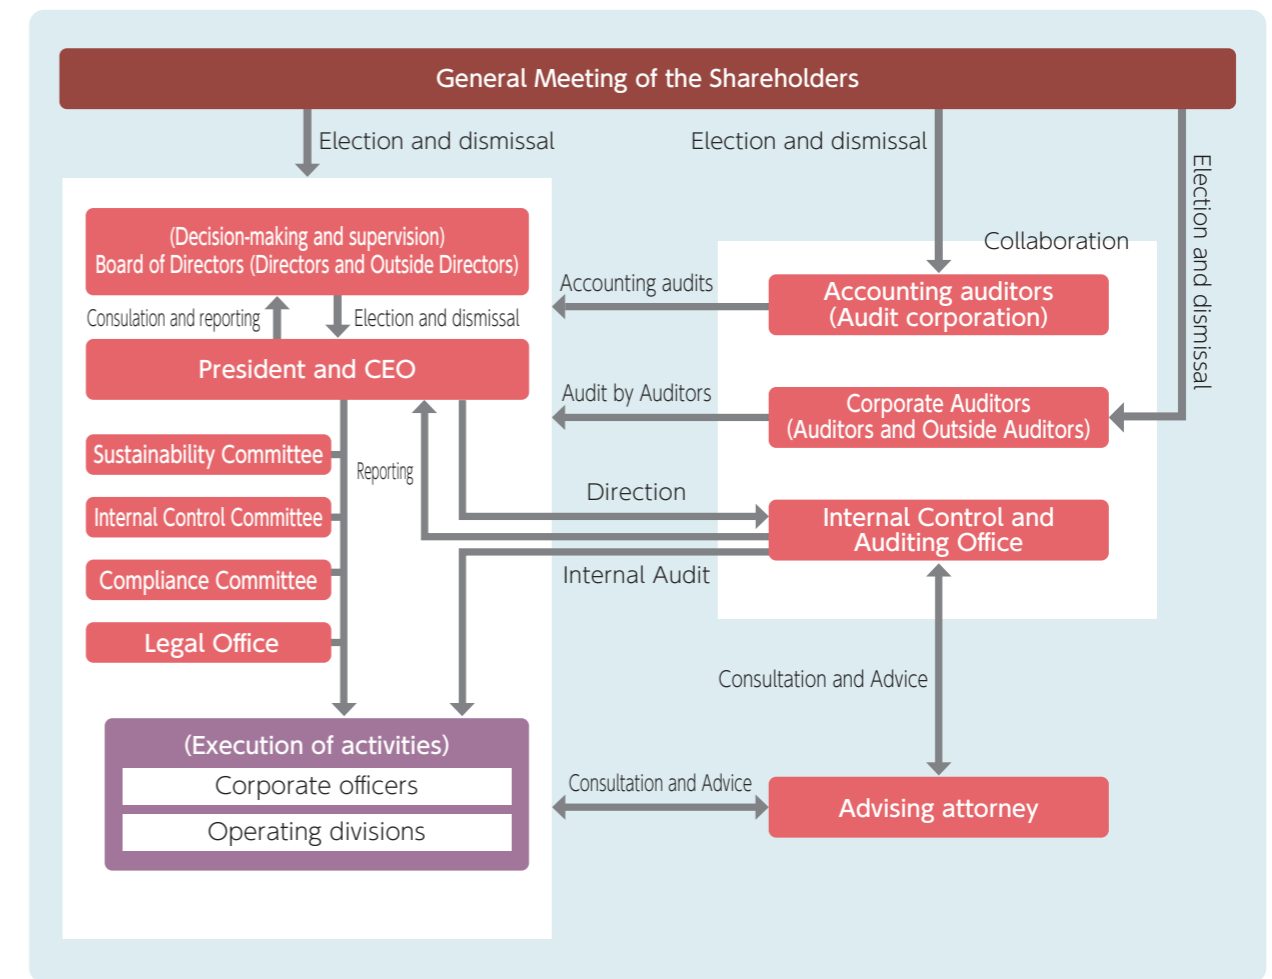 General Meeting of the Shareholders
Election and dismissal
Election and dismissal
Election and dismissal
(Decision-making and supervision)
Board of Directors (Directors and Outside Directors)
Consulation and reporting
Election and dismissal
President and CEO
Sustainability Committee
Internal Control Committee
Compliance Committee
Legal Office
Reporting
(Execution of activities)
Corporate officers
Operating divisions
Accounting audits
Audit by Auditors
Direction
Internal Audit
Collaboration
Accounting auditors
(Audit corporation)
Corporate Auditors
(Auditors and Outside Auditors)
Internal Control and
Auditing Office
Consultation and Advice
Consultation and Advice
Advising attorney